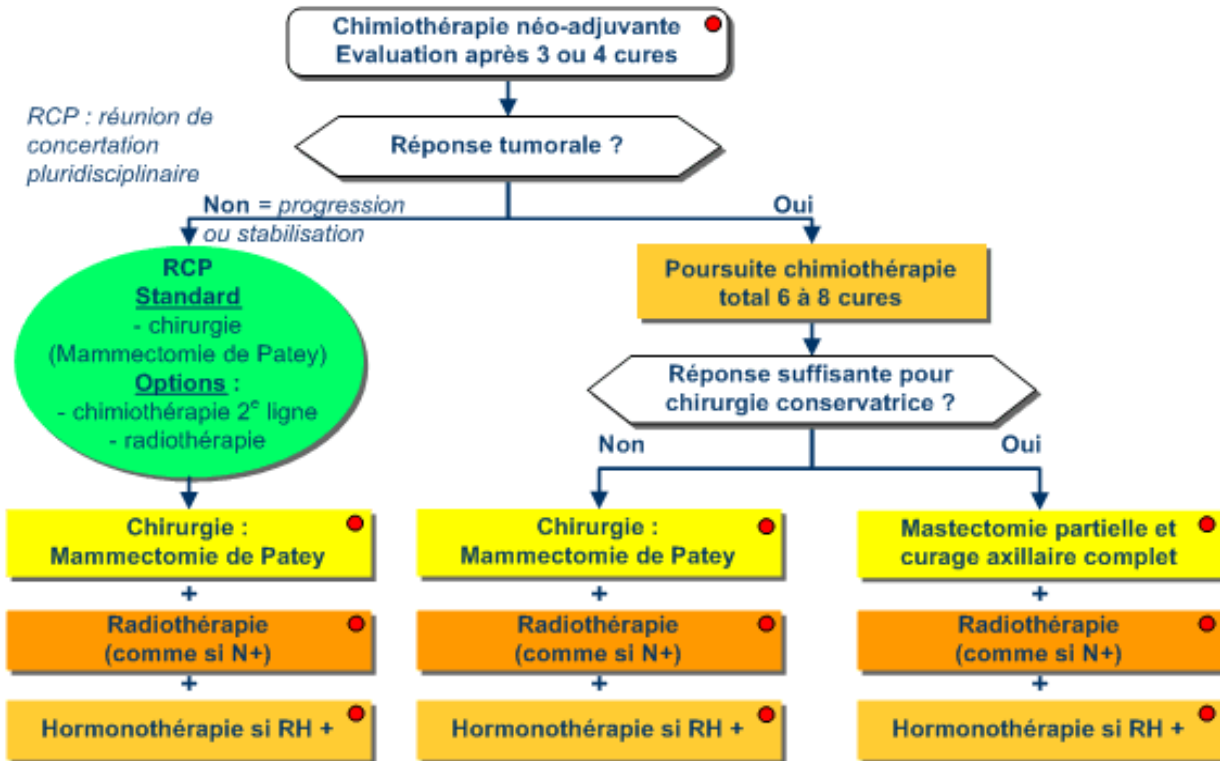 Chimiothérapie néo-adjuvante
Evaluation après 3 ou 4 cures
RCP : réunion de
concertation
pluridisciplinaire
Réponse tumorale ?
Non = progression
ou stabilisation
Oui
RCP
Standard
- chirurgie
(Mammectomie de Patey)
Options :
- chimiothérapie 2e ligne
- radiothérapie
Poursuite chimiothérapie
total 6 à 8 cures
Réponse suffisante pour
chirurgie conservatrice ?
Non
Oui
Chirurgie :
Mammectomie de Patey
+
Radiothérapie
(comme si N+)
+
Hormonothérapie si RH +
Chirurgie :
Mammectomie de Patey
+
Radiothérapie
(comme si N+)
+
Hormonothérapie si RH +
Mastectomie partielle et
curage axillaire complet
+
Radiothérapie
(comme si N+)
+
Hormonothérapie si RH +